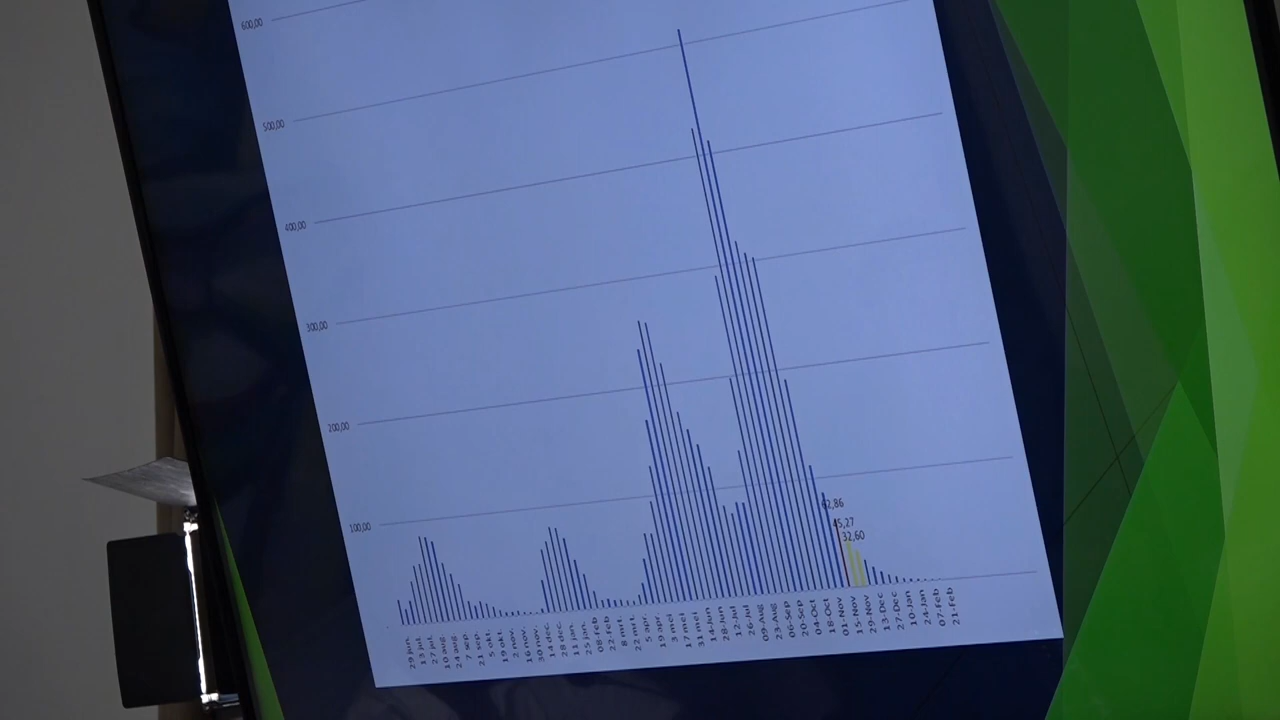 600,00
500,00
400,00
300,00
200,00
100,00
62,86
45,27
32,60
29 jun.
13 jul.
27 jul.
10 aug.
24 aug.
7 sep.
21 sep.
5 okt.
19 okt.
2 nov.
16 nov.
30 nov.
14 dec.
28 dec.
11 jan.
25 jan.
08-feb
22-feb
8 mrt.
22 mrt.
5 apr.
19 apr.
3 mei
17 mei
31 mei
14-Jun
28-Jun
12-Jul
26-Jul
09-Aug
23-Aug
06-Sep
20-Sep
04-Oct
18-Oct
01-Nov
15-Nov
29-Nov
13-Dec
27-Dec
10-Jan
24-Jan
07-Feb
21-Feb